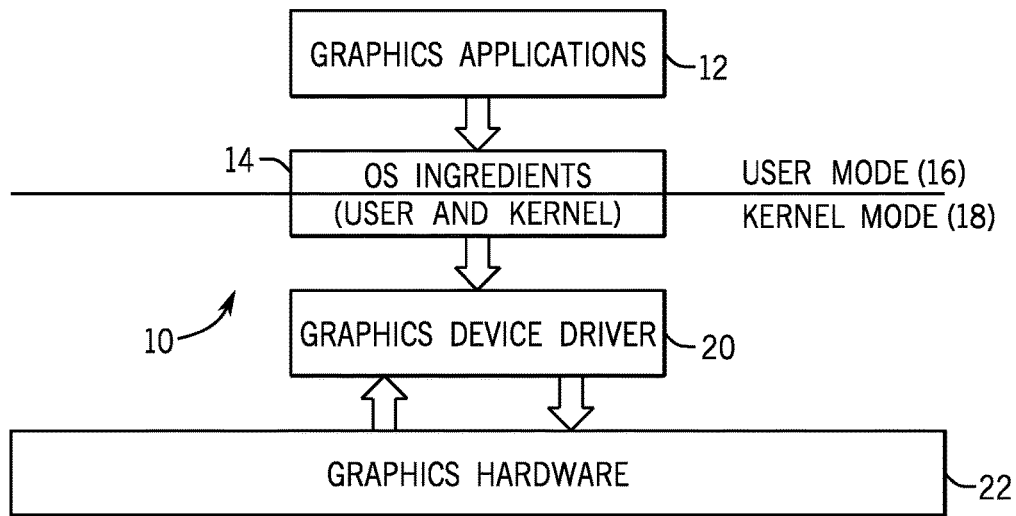 GRAPHICS APPLICATIONS
12
14
OS INGREDIENTS
(USER AND KERNEL)
USER MODE (16)
KERNEL MODE (18)
GRAPHICS DEVICE DRIVER
20
10
GRAPHICS HARDWARE
22